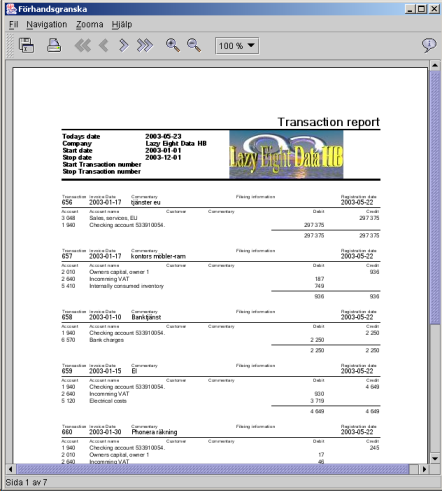 Förhandsgranska
Fil Navigation Zooma Hjälp
100 %
Transaction report
Todays date 2003-05-23
Company Lazy Eight Data HB
Start date 2003-01-01
Stop date 2003-12-01
Start Transaction number
Stop Transaction number
Lazy Eight Data HB
Transaction Invoice Date Commentary Filing information Registration date
656 2003-01-17 tjänster eu 2003-05-22
Account Account name Customer Commentary Debit Credit
3 048 Sales, services, EU 297 375
1 940 Checking account 533910054. 297 375
297 375 297 375
Transaction Invoice Date Commentary Filing information Registration date
657 2003-01-17 kontors möbler-ram 2003-05-22
Account Account name Customer Commentary Debit Credit
2 010 Owners capital, owner 1 936
2 640 Incomming VAT 187
5 410 Internally consumed inventory 749
936 936
Transaction Invoice Date Commentary Filing information Registration date
658 2003-01-10 Banktjänst 2003-05-22
Account Account name Customer Commentary Debit Credit
1 940 Checking account 533910054. 2 250
6 570 Bank charges 2 250
2 250 2 250
Transaction Invoice Date Commentary Filing information Registration date
659 2003-01-15 El 2003-05-22
Account Account name Customer Commentary Debit Credit
1 940 Checking account 533910054. 4 649
2 640 Incomming VAT 930
5 120 Electrical costs 3 719
4 649 4 649
Transaction Invoice Date Commentary Filing information Registration date
660 2003-01-30 Phonera räkning 2003-05-22
Account Account name Customer Commentary Debit Credit
1 940 Checking account 533910054. 245
2 010 Owners capital, owner 1 17
2 640 Incomming VAT 46
Sida 1 av 7